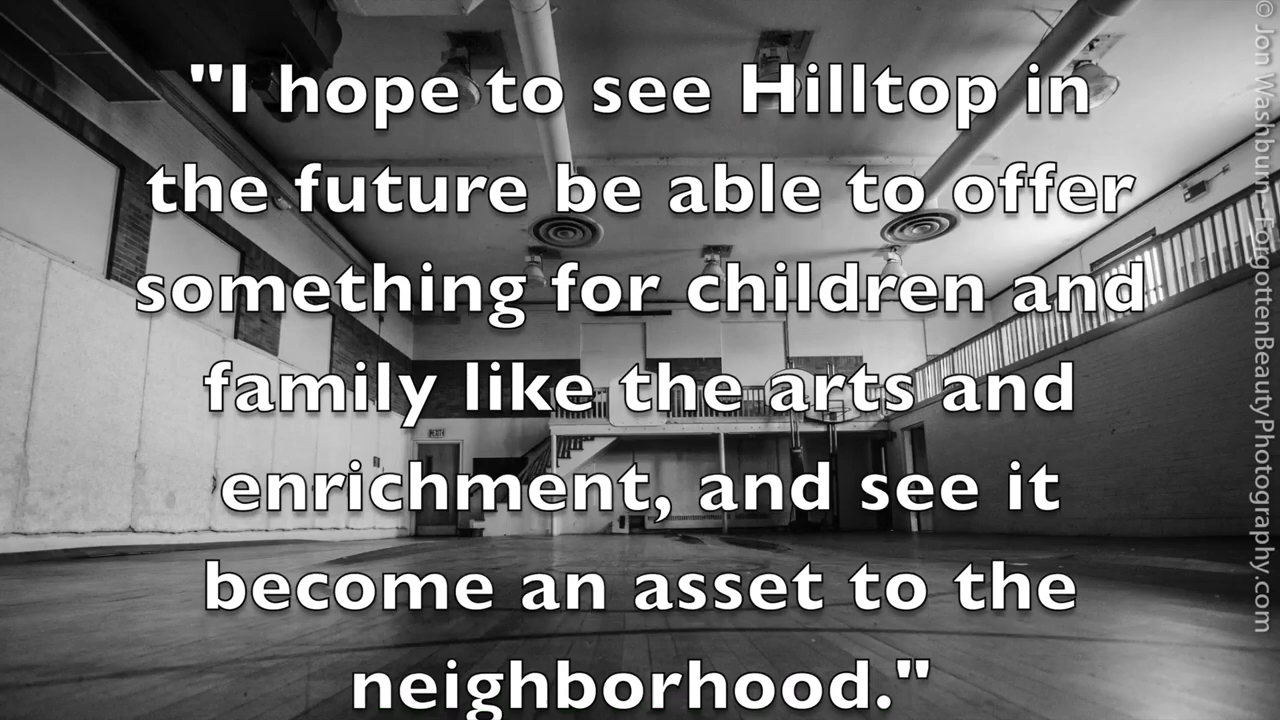 "I hope to see Hilltop in
the future be able to offer
something for children and
family like the arts and
enrichment, and see it
become an asset to the
neighborhood."
© Jon Washburn- ForgottenBeautyPhotography.com